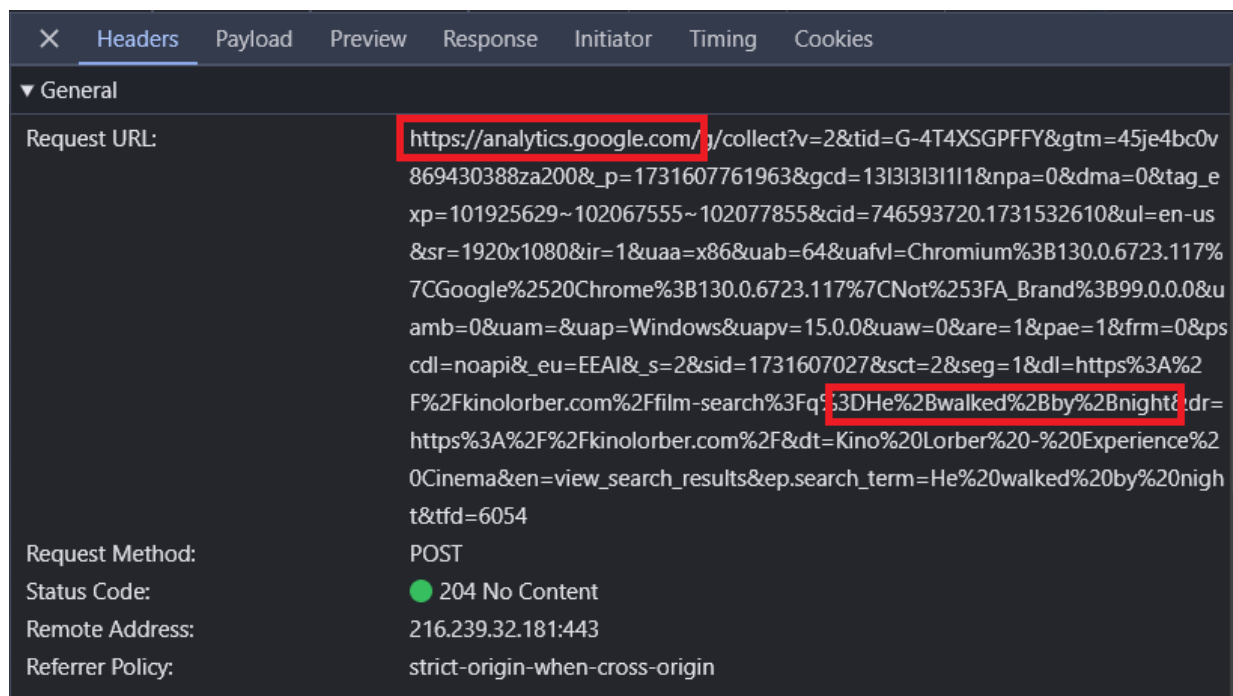 × Headers Payload Preview Response Initiator Timing Cookies
▼ General
Request URL: https://analytics.google.com/g/collect?v=2&tid=G-4T4XSGPFFY&gtm=45je4bc0v
869430388za200&_p=1731607761963&gcd=13l3l3l3l1l1&npa=0&dma=0&tag_e
xp=101925629~102067555~102077855&cid=746593720.1731532610&ul=en-us
&sr=1920x1080&ir=1&uaa=x86&uab=64&uafvl=Chromium%3B130.0.6723.117%
7CGoogle%2520Chrome%3B130.0.6723.117%7CNot%253FA_Brand%3B99.0.0.0&u
amb=0&uam=&uap=Windows&uapv=15.0.0&uaw=0&are=1&pae=1&frm=0&ps
cdl=noapi&_eu=EEAI&_s=2&sid=1731607027&sct=2&seg=1&dl=https%3A%2
F%2Fkinolorber.com%2Ffilm-search%3Fq%3DHe%2Bwalked%2Bby%2Bnight&dr=
https%3A%2F%2Fkinolorber.com%2F&dt=Kino%20Lorber%20-%20Experience%2
0Cinema&en=view_search_results&ep.search_term=He%20walked%20by%20nigh
t&tfd=6054
Request Method: POST
Status Code: 204 No Content
Remote Address: 216.239.32.181:443
Referrer Policy: strict-origin-when-cross-origin